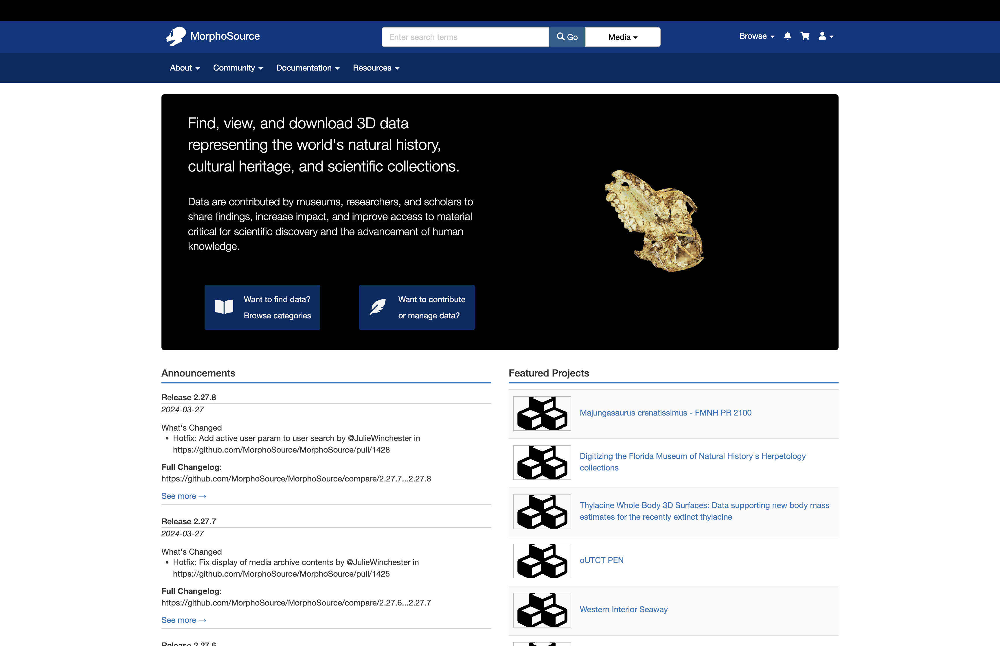 MorphoSource
Enter search terms
Go
Media
Browse
About
Community
Documentation
Resources
Find, view, and download 3D data
representing the world's natural history,
cultural heritage, and scientific collections.
Data are contributed by museums, researchers, and scholars to
share findings, increase impact, and improve access to material
critical for scientific discovery and the advancement of human
knowledge.
Want to find data?
Browse categories
Want to contribute
or manage data?
Announcements
Release 2.27.8
2024-03-27
What's Changed
• Hotfix: Add active user param to user search by @JulieWinchester in
https://github.com/MorphoSource/MorphoSource/pull/1428
Full Changelog:
https://github.com/MorphoSource/MorphoSource/compare/2.27.7...2.27.8
See more →
Release 2.27.7
2024-03-27
What's Changed
• Hotfix: Fix display of media archive contents by @JulieWinchester in
https://github.com/MorphoSource/MorphoSource/pull/1425
Full Changelog:
https://github.com/MorphoSource/MorphoSource/compare/2.27.6...2.27.7
See more →
Release 2.27.6
Featured Projects
Majungasaurus crenatissimus - FMNH PR 2100
Digitizing the Florida Museum of Natural History's Herpetology
collections
Thylacine Whole Body 3D Surfaces: Data supporting new body mass
estimates for the recently extinct thylacine
oUTCT PEN
Western Interior Seaway